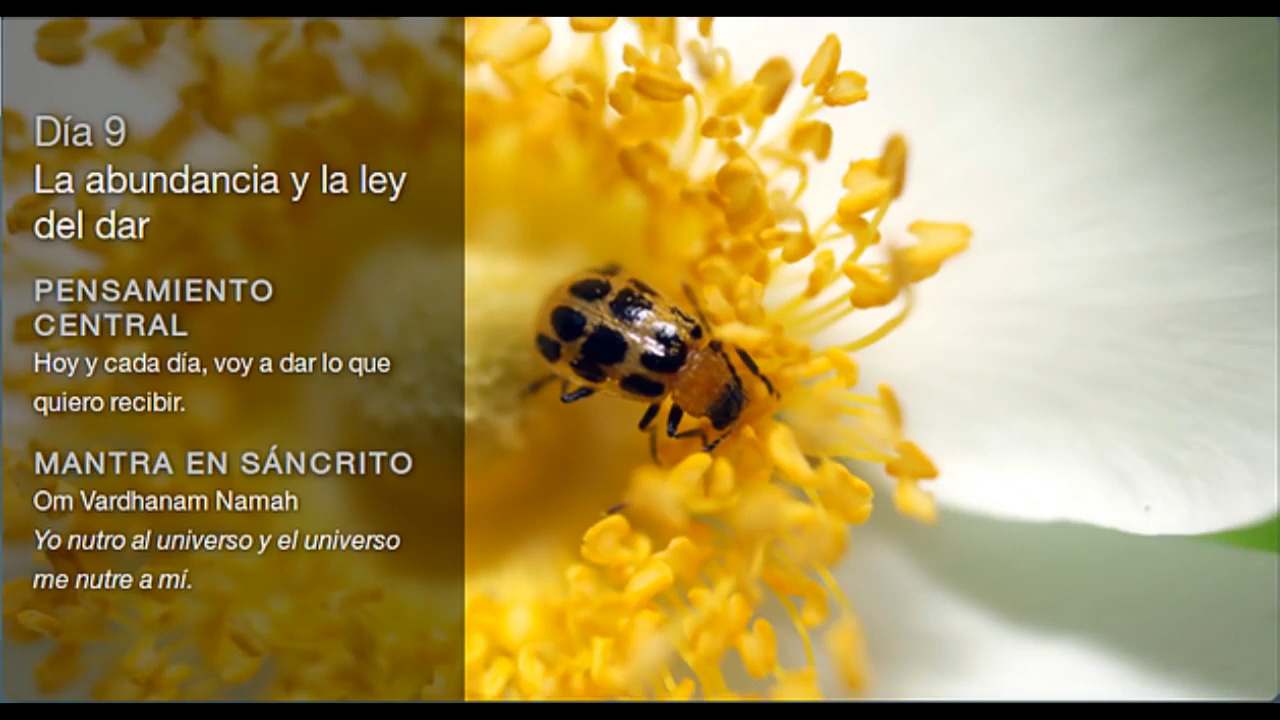 Día 9
La abundancia y la ley
del dar
PENSAMIENTO
CENTRAL
Hoy y cada día, voy a dar lo que
quiero recibir.
MANTRA EN SÁNCRITO
Om Vardhanam Namah
Yo nutro al universo y el universo
me nutre a mí.